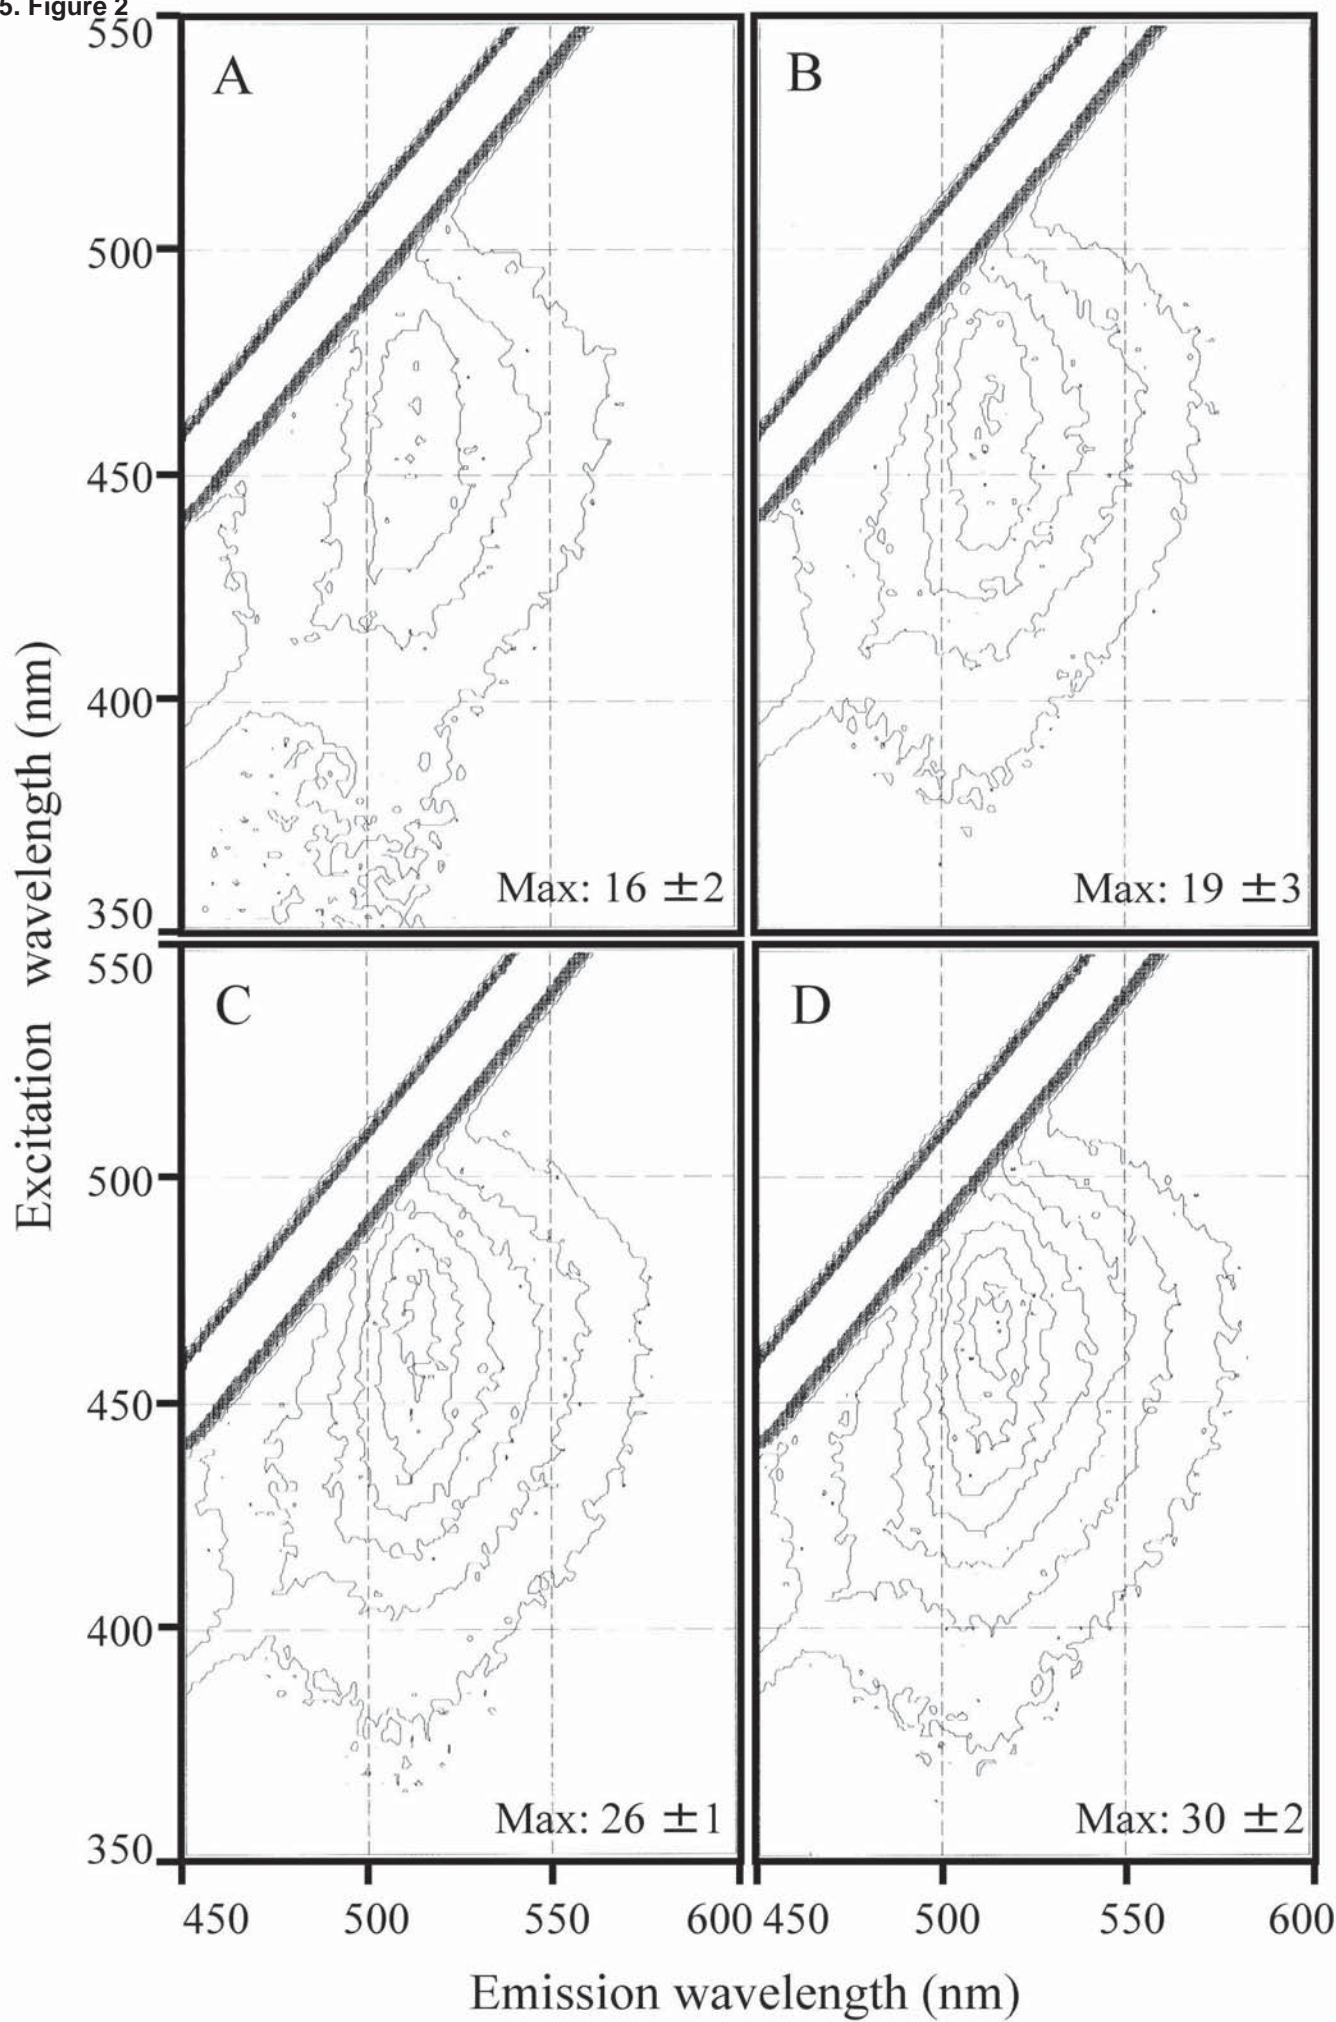 5. Figure 2
550
A
B
500
450
400
350
Max: 16 ±2
Max: 19 ±3
550
C
D
500
450
400
350
Max: 26 ±1
Max: 30 ±2
450 500 550 600 450 500 550 600
Emission wavelength (nm)
Excitation wavelength (nm)